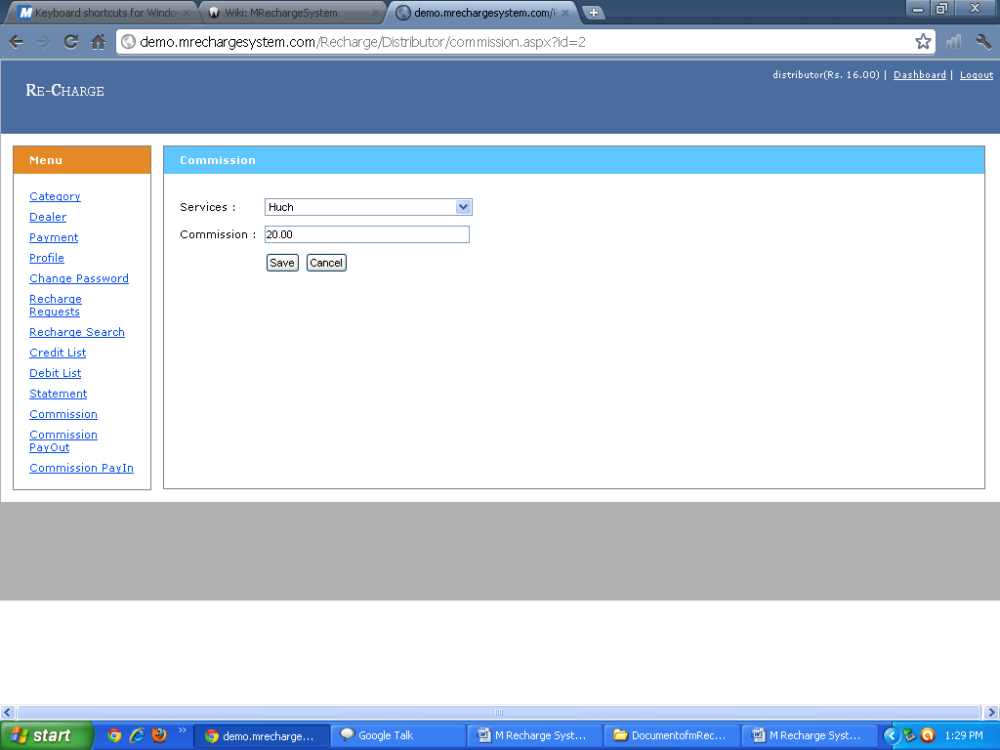 Keyboard shortcuts for Windo
Wiki: MRechargeSystem
demo.mrechargesystem.com/F
demo.mrechargesystem.com/Recharge/Distributor/commission.aspx?id=2
distributor(Rs. 16.00) | Dashboard | Logout
RE-CHARGE
Menu
Commission
Category
Dealer
Payment
Profile
Change Password
Recharge
Requests
Recharge Search
Credit List
Debit List
Statement
Commission
Commission
PayOut
Commission PayIn
Services :
Huch
Commission :
20.00
Save
Cancel
start
demo.mrecharge...
Google Talk
M Recharge Syst...
DocumentofmRec...
M Recharge Syst...
1:29 PM